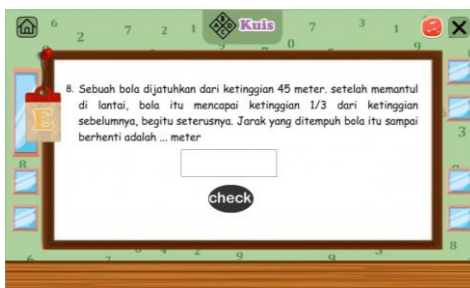 Kuis
8. Sebuah bola dijatuhkan dari ketinggian 45 meter. setelah memantul
di lantai, bola itu mencapai ketinggian 1/3 dari ketinggian
sebelumnya, begitu seterusnya. Jarak yang ditempuh bola itu sampai
berhenti adalah ... meter
E
check